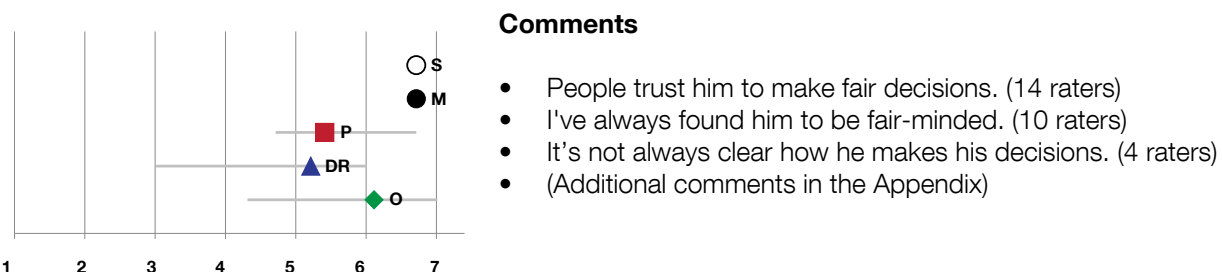 Comments
S
M
P
DR
O
1 2 3 4 5 6 7
• People trust him to make fair decisions. (14 raters)
• I've always found him to be fair-minded. (10 raters)
• It’s not always clear how he makes his decisions. (4 raters)
• (Additional comments in the Appendix)